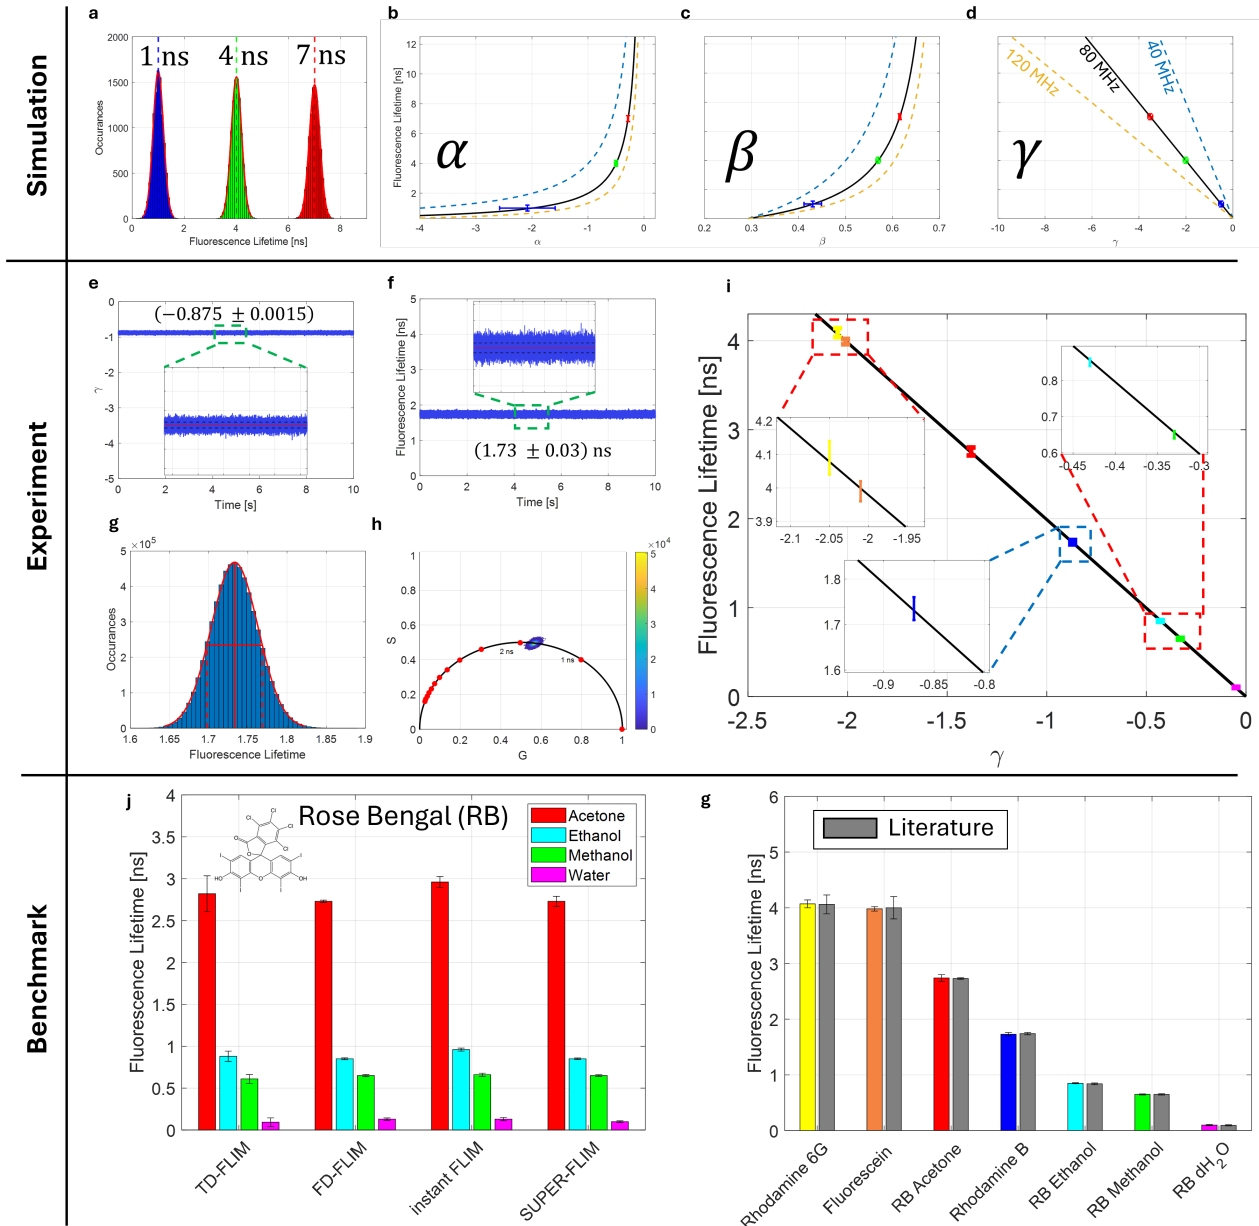 Simulation
a
1 ns 4 ns 7 ns
2000
1500
1000
500
0
Occurances
0 2 4 6 8
Fluorescence Lifetime [ns]
b
12
10
8
6
4
2
Fluorescence Lifetime [ns]
α
-4 -3 -2 -1 0
α
c
β
0.2 0.3 0.4 0.5 0.6 0.7
β
d
120 MHz
80 MHz
40 MHz
γ
-10 -8 -6 -4 -2 0
γ
Experiment
e
(−0.875 ± 0.0015)
0
-1
-2
-3
-4
-5
γ
0 2 4 6 8 10
Time [s]
f
5
4
3
2
1
0
Fluorescence Lifetime [ns]
(1.73 ± 0.03) ns
0 2 4 6 8 10
Time [s]
g
×10⁵
5
4
3
2
1
0
Occurances
1.6 1.65 1.7 1.75 1.8 1.85 1.9
Fluorescence Lifetime
h
1
0.8
0.6
0.4
0.2
0
S
2 ns
1 ns
0 0.2 0.4 0.6 0.8 1
G
×10⁴
5
4
3
2
1
0
i
4
3
2
1
0
Fluorescence Lifetime [ns]
4.2
4.1
4
3.9
-2.1 -2.05 -2 -1.95
0.8
0.7
0.6
-0.45 -0.4 -0.35 -0.3
1.8
1.7
1.6
-0.9 -0.85 -0.8
-2.5 -2 -1.5 -1 -0.5 0
γ
Benchmark
j
Rose Bengal (RB)
Cl
Cl
Cl
Cl
O
O
I
I
HO
O
OH
I
I
Acetone
Ethanol
Methanol
Water
4
3.5
3
2.5
2
1.5
1
0.5
0
Fluorescence Lifetime [ns]
TD-FLIM
FD-FLIM
instant FLIM
SUPER-FLIM
g
Literature
6
5
4
3
2
1
0
Fluorescence Lifetime [ns]
Rhodamine 6G
Fluorescein
RB Acetone
Rhodamine B
RB Ethanol
RB Methanol
RB dH₂O